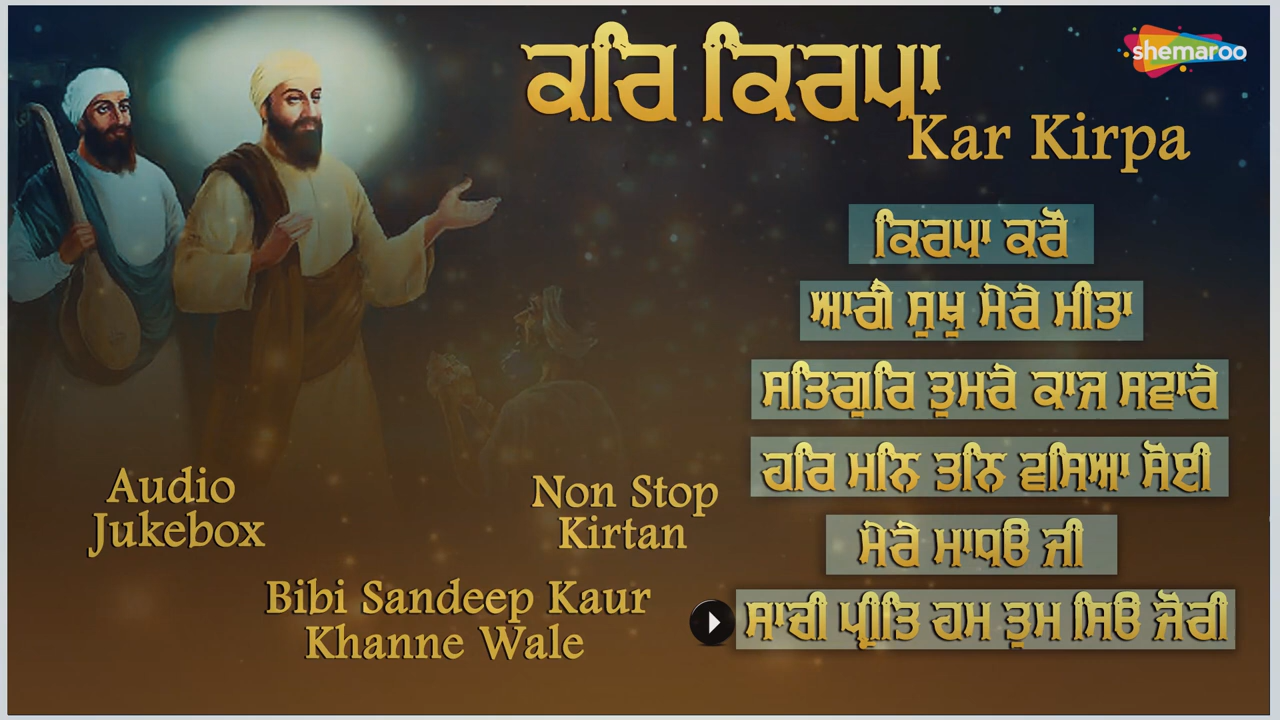 ਕਰਿ ਕਿਰਪਾ
shemaroo
Kar Kirpa
ਕਿਰਪਾ ਕਰੌ
ਆਗੈ ਸੁਖੁ ਮੇਰੇ ਮੀਤਾ
ਸਤਿਗੁਰਿ ਤੁਮਰੇ ਕਾਜ ਸਵਾਰੇ
ਹਰਿ ਮਨਿ ਤਨਿ ਵਸਿਆ ਸੋਈ
ਮੇਰੇ ਮਾਧਉ ਜੀ
ਸਾਚੀ ਪ੍ਰੀਤਿ ਹਮ ਤੁਮ ਸਿਉ ਜੋਰੀ
Audio
Jukebox
Non Stop
Kirtan
Bibi Sandeep Kaur
Khanne Wale